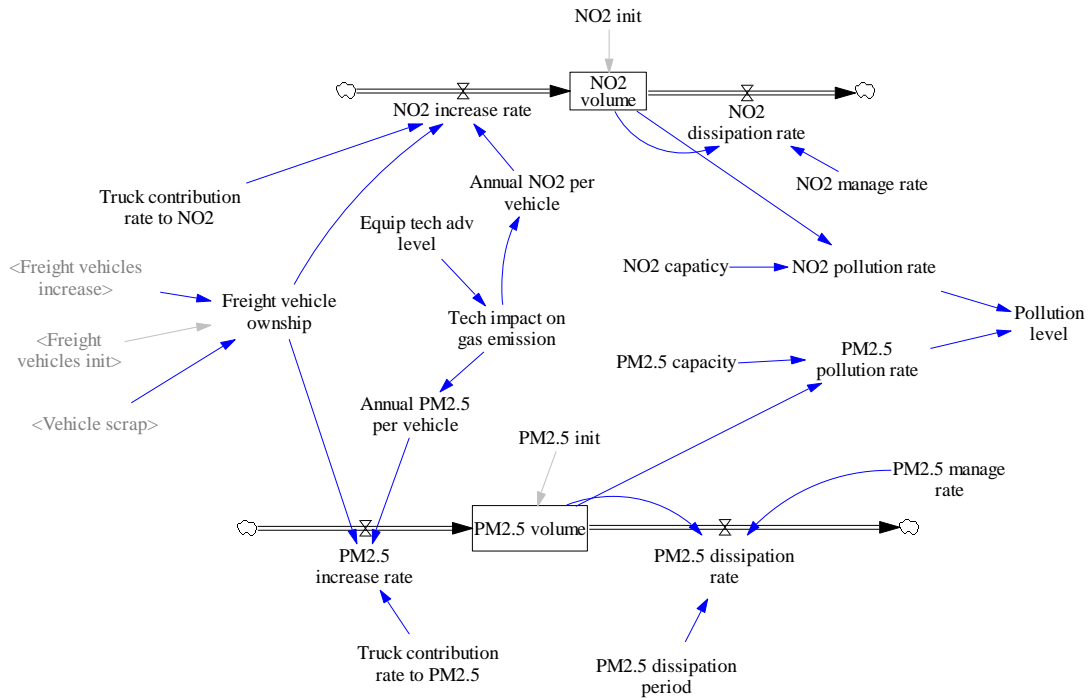 NO2 init
NO2
volume
NO2 increase rate
NO2
dissipation rate
Truck contribution
rate to NO2
Annual NO2 per
vehicle
NO2 manage rate
Equip tech adv
level
<Freight vehicles
increase>
NO2 capaticy
NO2 pollution rate
Freight vehicle
ownship
Tech impact on
gas emission
Pollution
level
<Freight
vehicles init>
PM2.5 capacity
PM2.5
pollution rate
<Vehicle scrap>
Annual PM2.5
per vehicle
PM2.5 init
PM2.5 manage
rate
PM2.5 volume
PM2.5
increase rate
PM2.5 dissipation
rate
Truck contribution
rate to PM2.5
PM2.5 dissipation
period